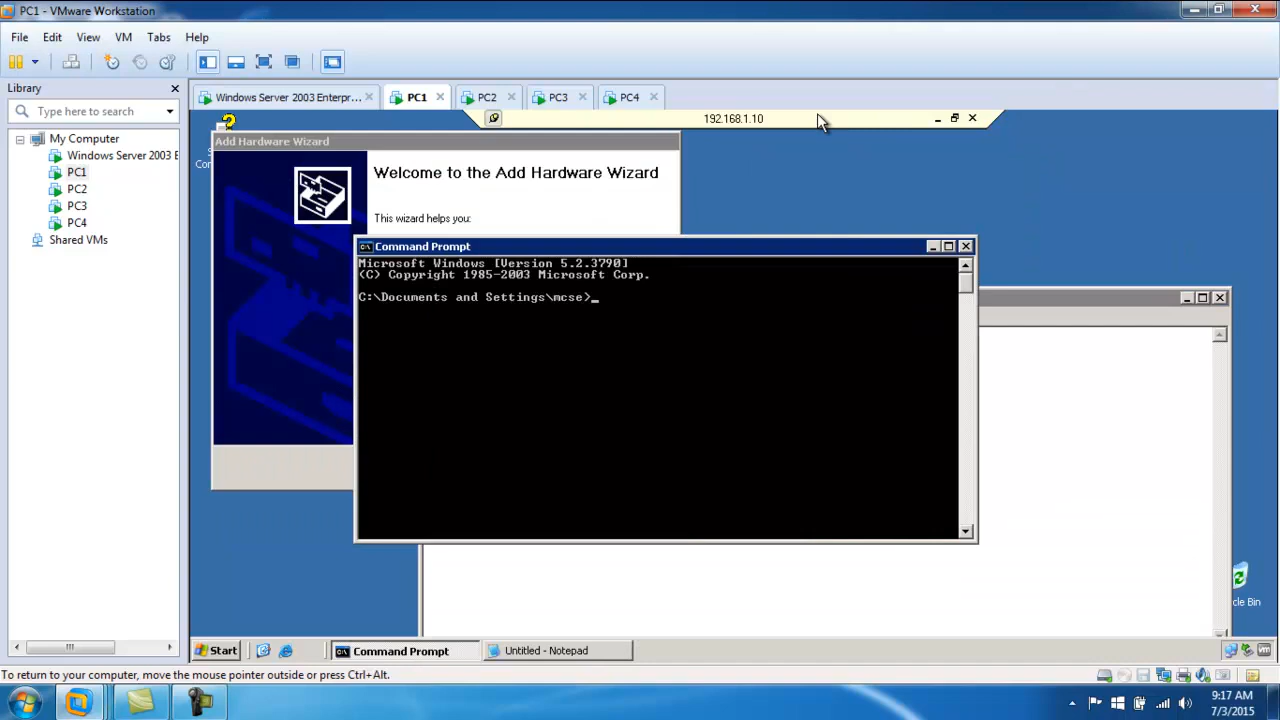 PC1 - VMware Workstation
File Edit View VM Tabs Help
Library
Type here to search
My Computer
Windows Server 2003 E
PC1
PC2
PC3
PC4
Shared VMs
Windows Server 2003 Enterpr...
PC1
PC2
PC3
PC4
192.168.1.10
Add Hardware Wizard
Welcome to the Add Hardware Wizard
This wizard helps you:
Command Prompt
Microsoft Windows [Version 5.2.3790]
(C) Copyright 1985-2003 Microsoft Corp.
C:\Documents and Settings\mcse>_
cle Bin
Start
Command Prompt
Untitled - Notepad
To return to your computer, move the mouse pointer outside or press Ctrl+Alt.
9:17 AM
7/3/2015